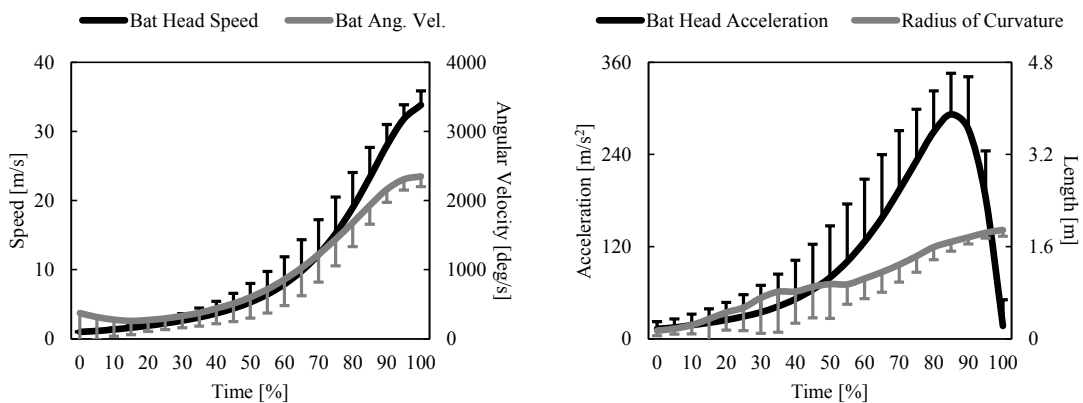 Bat Head Speed Bat Ang. Vel.
40
30
20
10
0
Speed [m/s]
4000
3000
2000
1000
0
Angular Velocity [deg/s]
0 10 20 30 40 50 60 70 80 90 100
Time [%]
Bat Head Acceleration Radius of Curvature
360
240
120
0
Acceleration [m/s²]
4.8
3.2
1.6
0
Length [m]
0 10 20 30 40 50 60 70 80 90 100
Time [%]